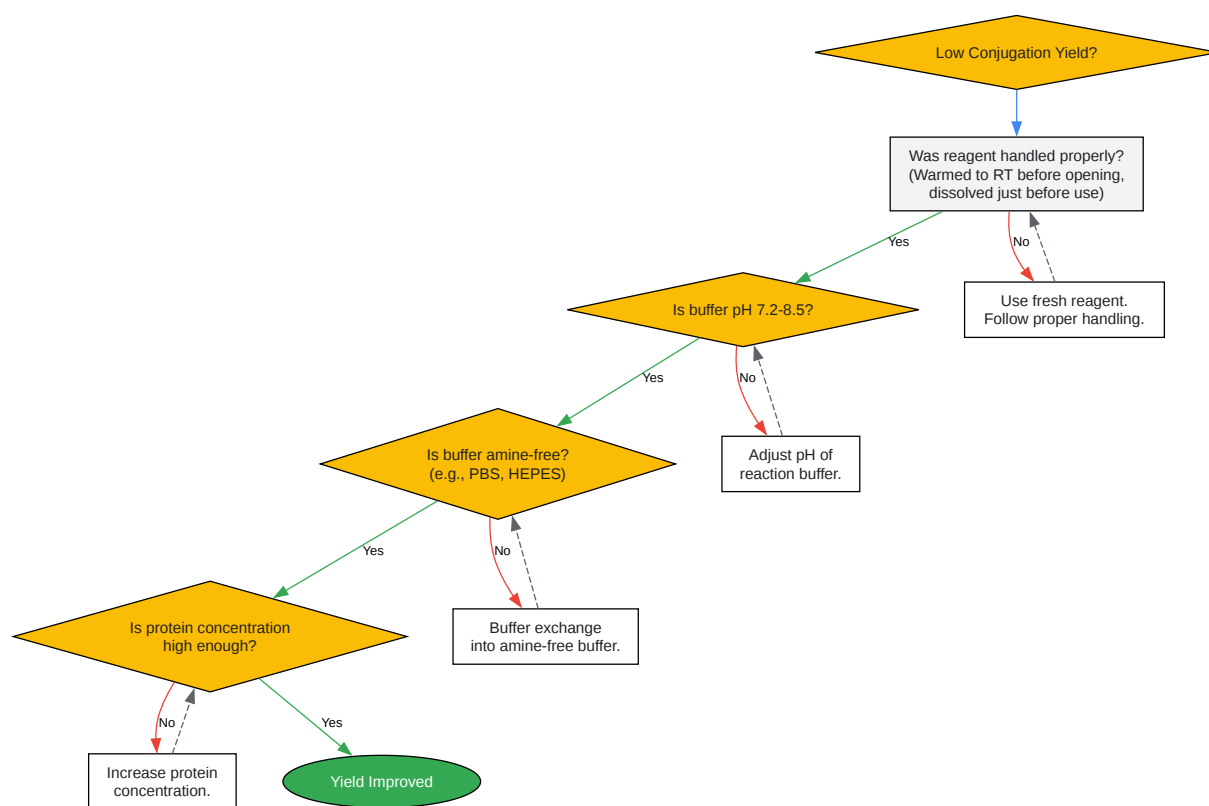 Low Conjugation Yield?
Was reagent handled properly?
(Warmed to RT before opening,
dissolved just before use)
Yes
No
Use fresh reagent.
Follow proper handling.
Is buffer pH 7.2-8.5?
Yes
No
Adjust pH of
reaction buffer.
Is buffer amine-free?
(e.g., PBS, HEPES)
Yes
No
Buffer exchange
into amine-free buffer.
Is protein concentration
high enough?
No
Yes
Increase protein
concentration.
Yield Improved